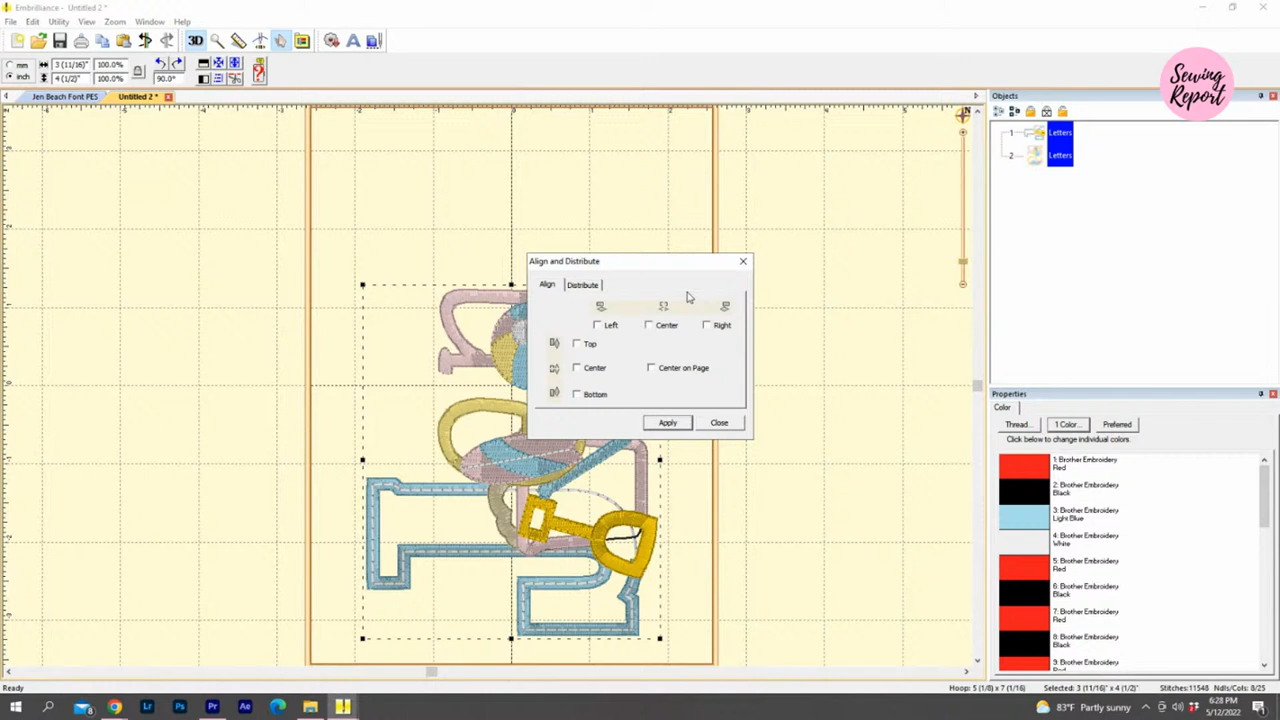 Embrilliance - Untitled 2 *
File Edit Utility View Zoom Window Help
3D
A
mm 3 (11/16)" 100.0%
inch 4 (1/2)" 100.0% 90.0°
Jen Beach Font PES Untitled 2 *
Sewing
Report
Objects
1 Letters
2 Letters
Align and Distribute
Align Distribute
Left Center Right
Top
Center Center on Page
Bottom
Apply Close
Properties
Color
Thread... 1 Color... Preferred
Click below to change individual colors.
1: Brother Embroidery
Red
2: Brother Embroidery
Black
3: Brother Embroidery
Light Blue
4: Brother Embroidery
White
5: Brother Embroidery
Red
6: Brother Embroidery
Black
7: Brother Embroidery
Red
8: Brother Embroidery
Black
9: Brother Embroidery
Red
Ready Hoop: 5 (1/8) x 7 (1/16) Selected: 3 (11/16)" x 4 (1/2)" Stitches:11548 Ndls/Cols: 8/25
8 Lr Ps Pr Ae 83°F Partly sunny 6:28 PM
5/12/2022